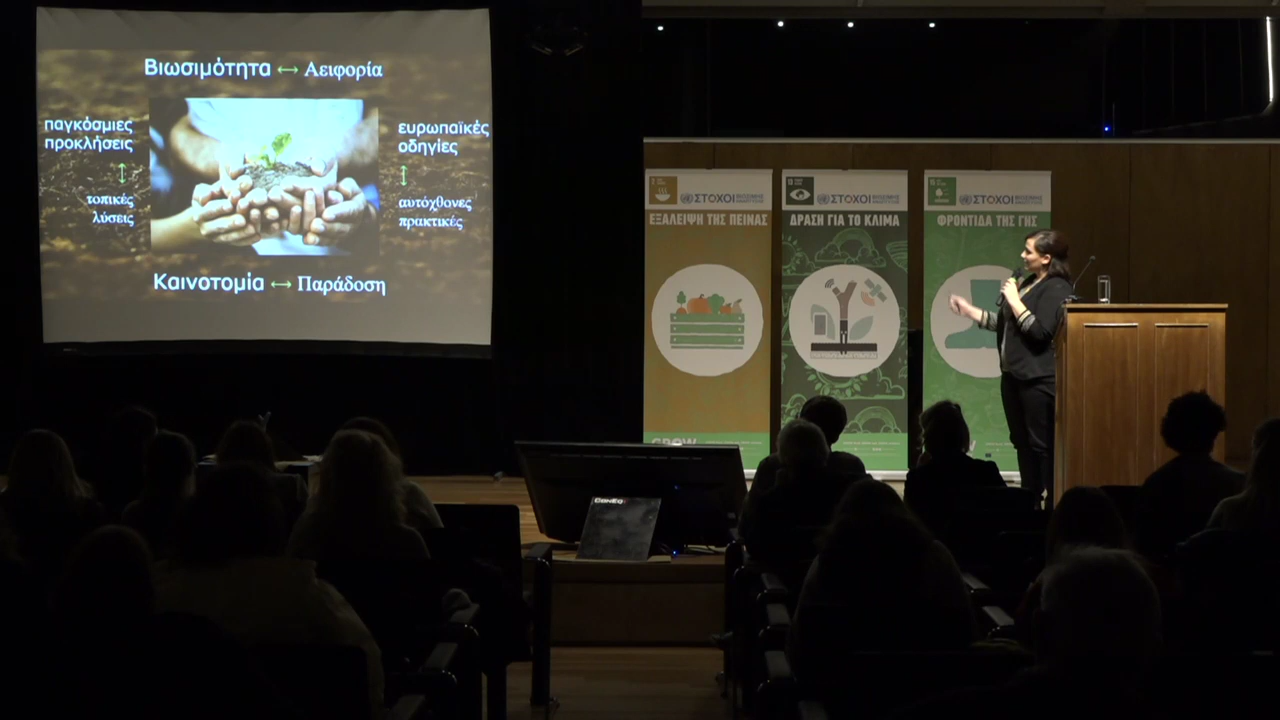 Βιωσιμότητα ↔ Αειφορία
παγκόσμιες
προκλήσεις
↕
τοπικές
λύσεις
ευρωπαϊκές
οδηγίες
↕
αυτόχθονες
πρακτικές
Καινοτομία ↔ Παράδοση
ΣΤΟΧΟΙ
ΕΞΑΛΕΙΨΗ ΤΗΣ ΠΕΙΝΑΣ
ΣΤΟΧΟΙ
ΔΡΑΣΗ ΓΙΑ ΤΟ ΚΛΙΜΑ
ΣΤΟΧΟΙ
ΦΡΟΝΤΙΔΑ ΤΗΣ ΓΗΣ
GROW